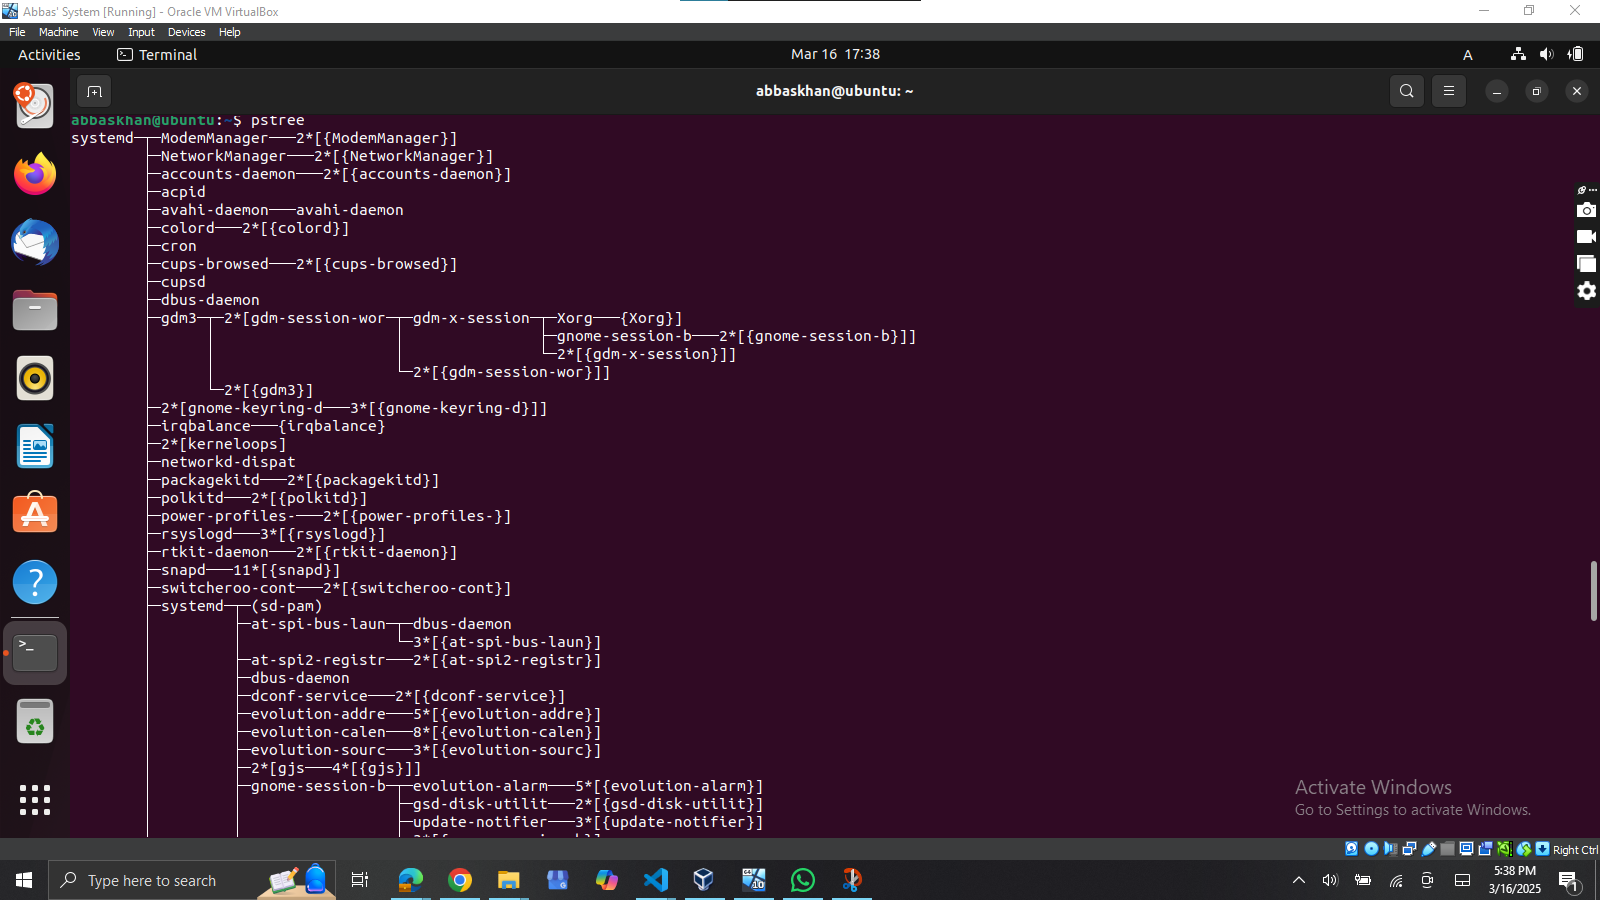 Abbas' System [Running] - Oracle VM VirtualBox
File Machine View Input Devices Help
Activities Terminal Mar 16 17:38 A
abbaskhan@ubuntu: ~
abbaskhan@ubuntu:~$ pstree
systemd─┬─ModemManager───2*[{ModemManager}]
├─NetworkManager───2*[{NetworkManager}]
├─accounts-daemon───2*[{accounts-daemon}]
├─acpid
├─avahi-daemon───avahi-daemon
├─colord───2*[{colord}]
├─cron
├─cups-browsed───2*[{cups-browsed}]
├─cupsd
├─dbus-daemon
├─gdm3─┬─2*[gdm-session-wor─┬─gdm-x-session─┬─Xorg───{Xorg}]
│ │ │ ├─gnome-session-b───2*[{gnome-session-b}]]
│ │ │ └─2*[{gdm-x-session}]]
│ │ └─2*[{gdm-session-wor}]]
│ └─2*[{gdm3}]
├─2*[gnome-keyring-d───3*[{gnome-keyring-d}]]
├─irqbalance───{irqbalance}
├─2*[kerneloops]
├─networkd-dispat
├─packagekitd───2*[{packagekitd}]
├─polkitd───2*[{polkitd}]
├─power-profiles-───2*[{power-profiles-}]
├─rsyslogd───3*[{rsyslogd}]
├─rtkit-daemon───2*[{rtkit-daemon}]
├─snapd───11*[{snapd}]
├─switcheroo-cont───2*[{switcheroo-cont}]
├─systemd─┬─(sd-pam)
│ ├─at-spi-bus-laun─┬─dbus-daemon
│ │ └─3*[{at-spi-bus-laun}]
│ ├─at-spi2-registr───2*[{at-spi2-registr}]
│ ├─dbus-daemon
│ ├─dconf-service───2*[{dconf-service}]
│ ├─evolution-addre───5*[{evolution-addre}]
│ ├─evolution-calen───8*[{evolution-calen}]
│ ├─evolution-sourc───3*[{evolution-sourc}]
│ ├─2*[gjs───4*[{gjs}]]
│ ├─gnome-session-b─┬─evolution-alarm───5*[{evolution-alarm}]
│ │ ├─gsd-disk-utilit───2*[{gsd-disk-utilit}]
│ │ ├─update-notifier───3*[{update-notifier}]
Activate Windows
Go to Settings to activate Windows.
Right Ctrl
Type here to search
5:38 PM
3/16/2025
1